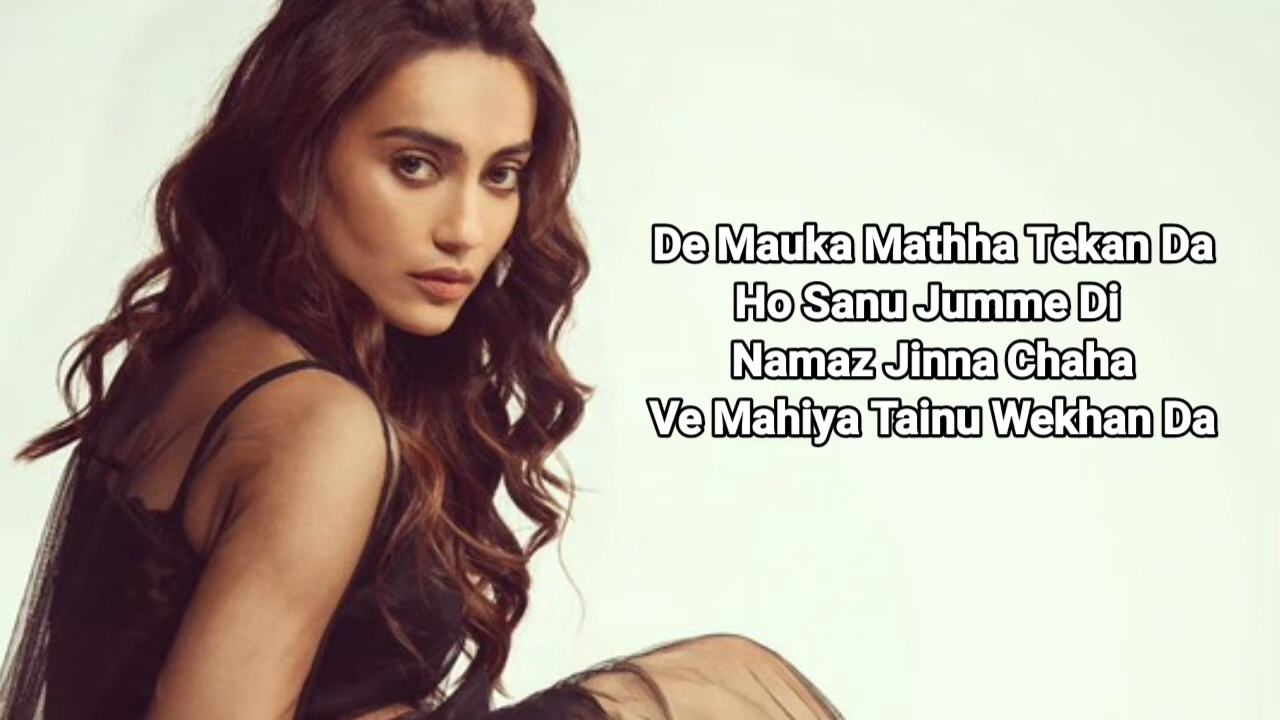 De Mauka Mathha Tekan Da
Ho Sanu Jumme Di
Namaz Jinna Chaha
Ve Mahiya Tainu Wekhan Da